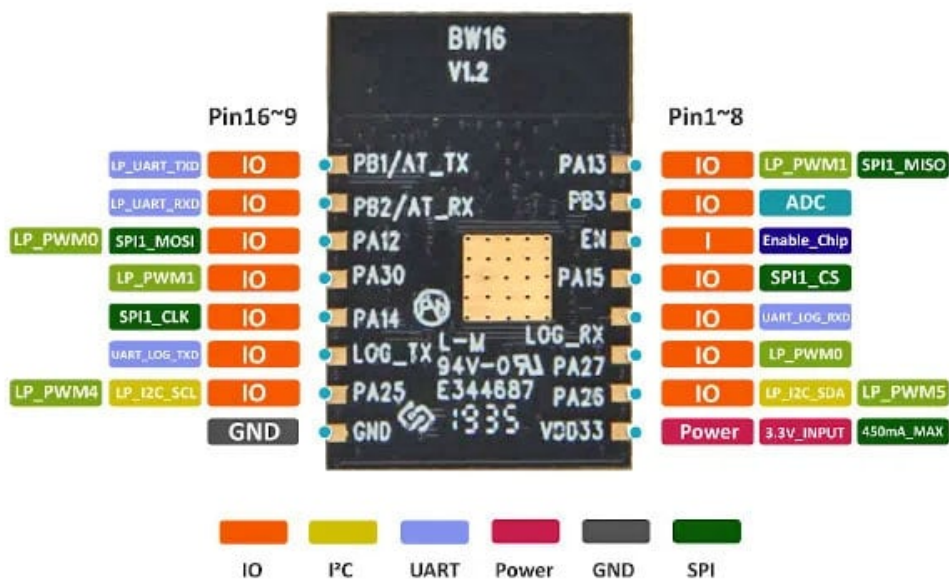 BW16
V1.2
Pin16~9
Pin1~8
LP_UART_TXD IO PB1/AT_TX PA13 IO LP_PWM1 SPI1_MISO
LP_UART_RXD IO PB2/AT_RX PB3 IO ADC
LP_PWM0 SPI1_MOSI IO PA12 EN I Enable_Chip
LP_PWM1 IO PA30 PA15 IO SPI1_CS
SPI1_CLK IO PA14 LOG_RX IO UART_LOG_RXD
UART_LOG_TXD IO LOG_TX PA27 IO LP_PWM0
L-M
94V-0
LP_PWM4 LP_I2C_SCL IO PA25 E344687 PA26 IO LP_I2C_SDA LP_PWM5
GND GND 1935 VDD33 Power 3.3V_INPUT 450mA_MAX
IO I²C UART Power GND SPI